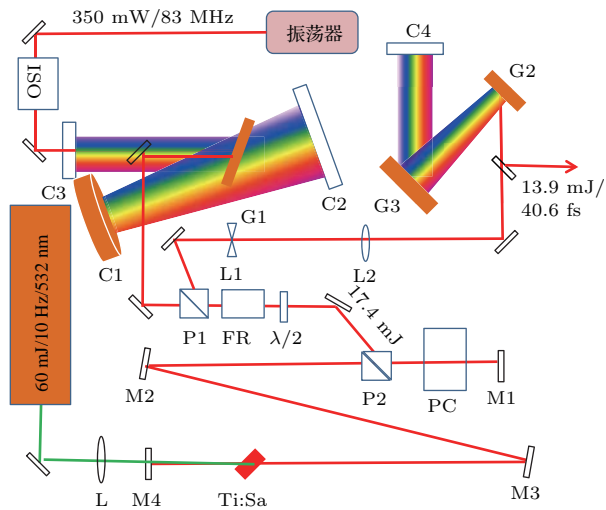 350 mW/83 MHz
振荡器
C4
ISO
G2
C3
G3
C2
13.9 mJ/
40.6 fs
G1
C1
L1
L2
60 mJ/10 Hz/532 nm
17.4 mJ
P1
FR
λ/2
M2
P2
PC
M1
L
M4
Ti:Sa
M3